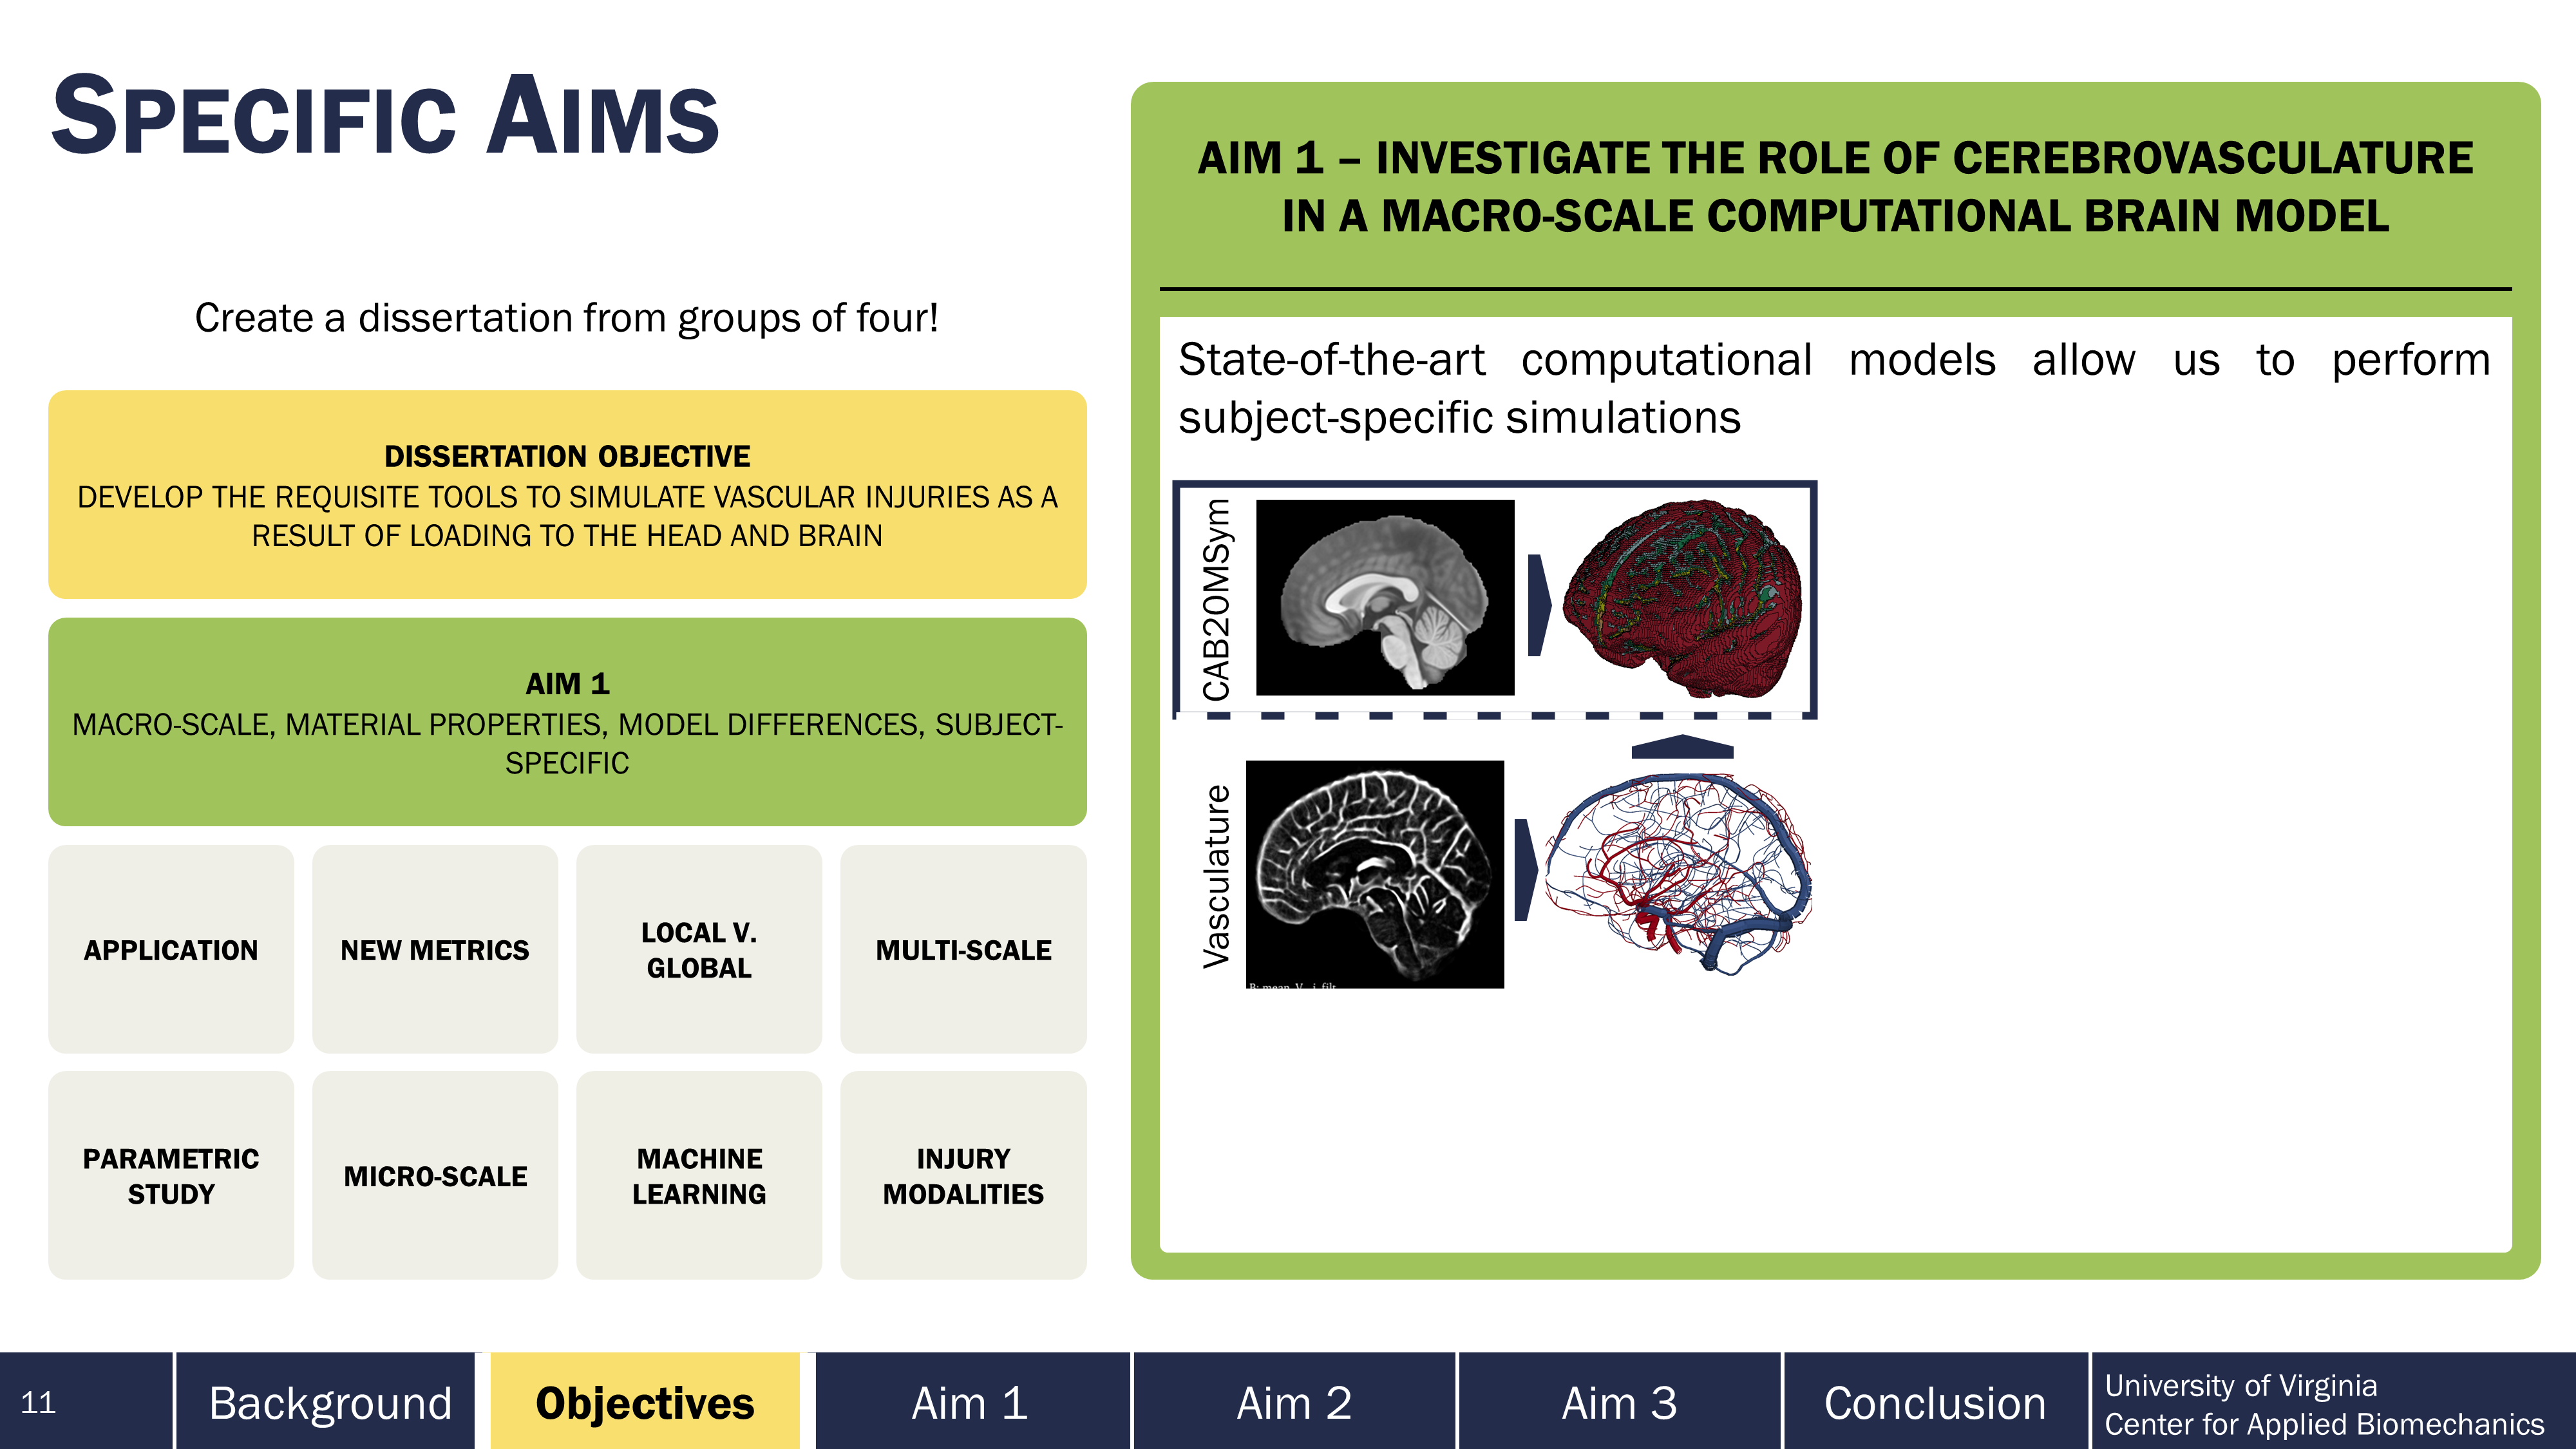 SPECIFIC AIMS
Create a dissertation from groups of four!
DISSERTATION OBJECTIVE
DEVELOP THE REQUISITE TOOLS TO SIMULATE VASCULAR INJURIES AS A
RESULT OF LOADING TO THE HEAD AND BRAIN
AIM 1
MACRO-SCALE, MATERIAL PROPERTIES, MODEL DIFFERENCES, SUBJECT-
SPECIFIC
APPLICATION
NEW METRICS
LOCAL V.
GLOBAL
MULTI-SCALE
PARAMETRIC
STUDY
MICRO-SCALE
MACHINE
LEARNING
INJURY
MODALITIES
AIM 1 – INVESTIGATE THE ROLE OF CEREBROVASCULATURE
IN A MACRO-SCALE COMPUTATIONAL BRAIN MODEL
State-of-the-art computational models allow us to perform
subject-specific simulations
CAB20MSym
Vasculature
11
Background
Objectives
Aim 1
Aim 2
Aim 3
Conclusion
University of Virginia
Center for Applied Biomechanics